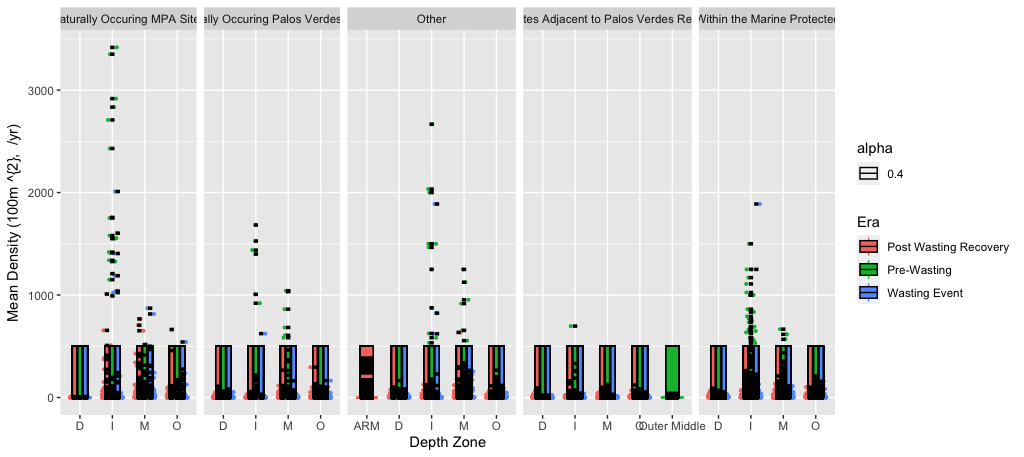 aturally Occuring MPA Site
ally Occuring Palos Verdes
Other
tes Adjacent to Palos Verdes Re
Within the Marine Protected
Mean Density (100m ^{2}, /yr)
3000
2000
1000
0
D I M O
D I M O
ARM D I M O
D I M O Outer Middle
D I M O
Depth Zone
alpha
0.4
Era
Post Wasting Recovery
Pre-Wasting
Wasting Event